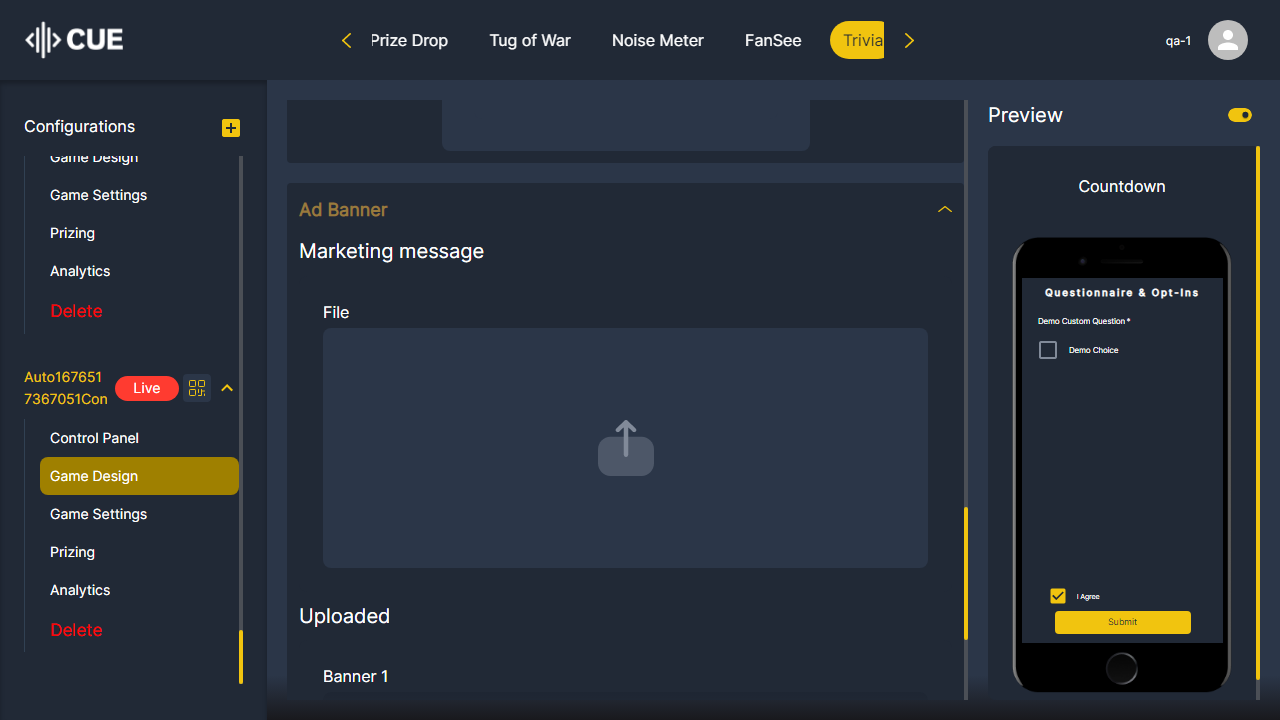 CUE
Prize Drop
Tug of War
Noise Meter
FanSee
Trivia
qa-1
Configurations
Game Design
Game Settings
Prizing
Analytics
Delete
Auto167651
7367051Con
Live
Control Panel
Game Design
Game Settings
Prizing
Analytics
Delete
Ad Banner
Marketing message
File
Uploaded
Banner 1
Preview
Countdown
Questionnaire & Opt-Ins
Demo Custom Question *
Demo Choice
I Agree
Submit